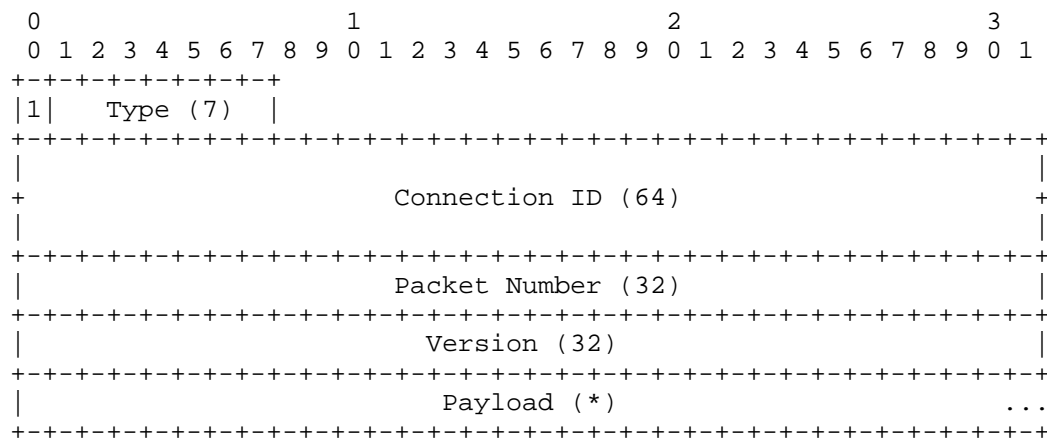 0                   1                   2                   3
 0 1 2 3 4 5 6 7 8 9 0 1 2 3 4 5 6 7 8 9 0 1 2 3 4 5 6 7 8 9 0 1
+-+-+-+-+-+-+-+-+
|1|   Type (7)  |
+-+-+-+-+-+-+-+-+-+-+-+-+-+-+-+-+-+-+-+-+-+-+-+-+-+-+-+-+-+-+-+-+
|                                                               |
+                       Connection ID (64)                      +
|                                                               |
+-+-+-+-+-+-+-+-+-+-+-+-+-+-+-+-+-+-+-+-+-+-+-+-+-+-+-+-+-+-+-+-+
|                       Packet Number (32)                      |
+-+-+-+-+-+-+-+-+-+-+-+-+-+-+-+-+-+-+-+-+-+-+-+-+-+-+-+-+-+-+-+-+
|                         Version (32)                          |
+-+-+-+-+-+-+-+-+-+-+-+-+-+-+-+-+-+-+-+-+-+-+-+-+-+-+-+-+-+-+-+-+
|                          Payload (*)                        ...
+-+-+-+-+-+-+-+-+-+-+-+-+-+-+-+-+-+-+-+-+-+-+-+-+-+-+-+-+-+-+-+-+